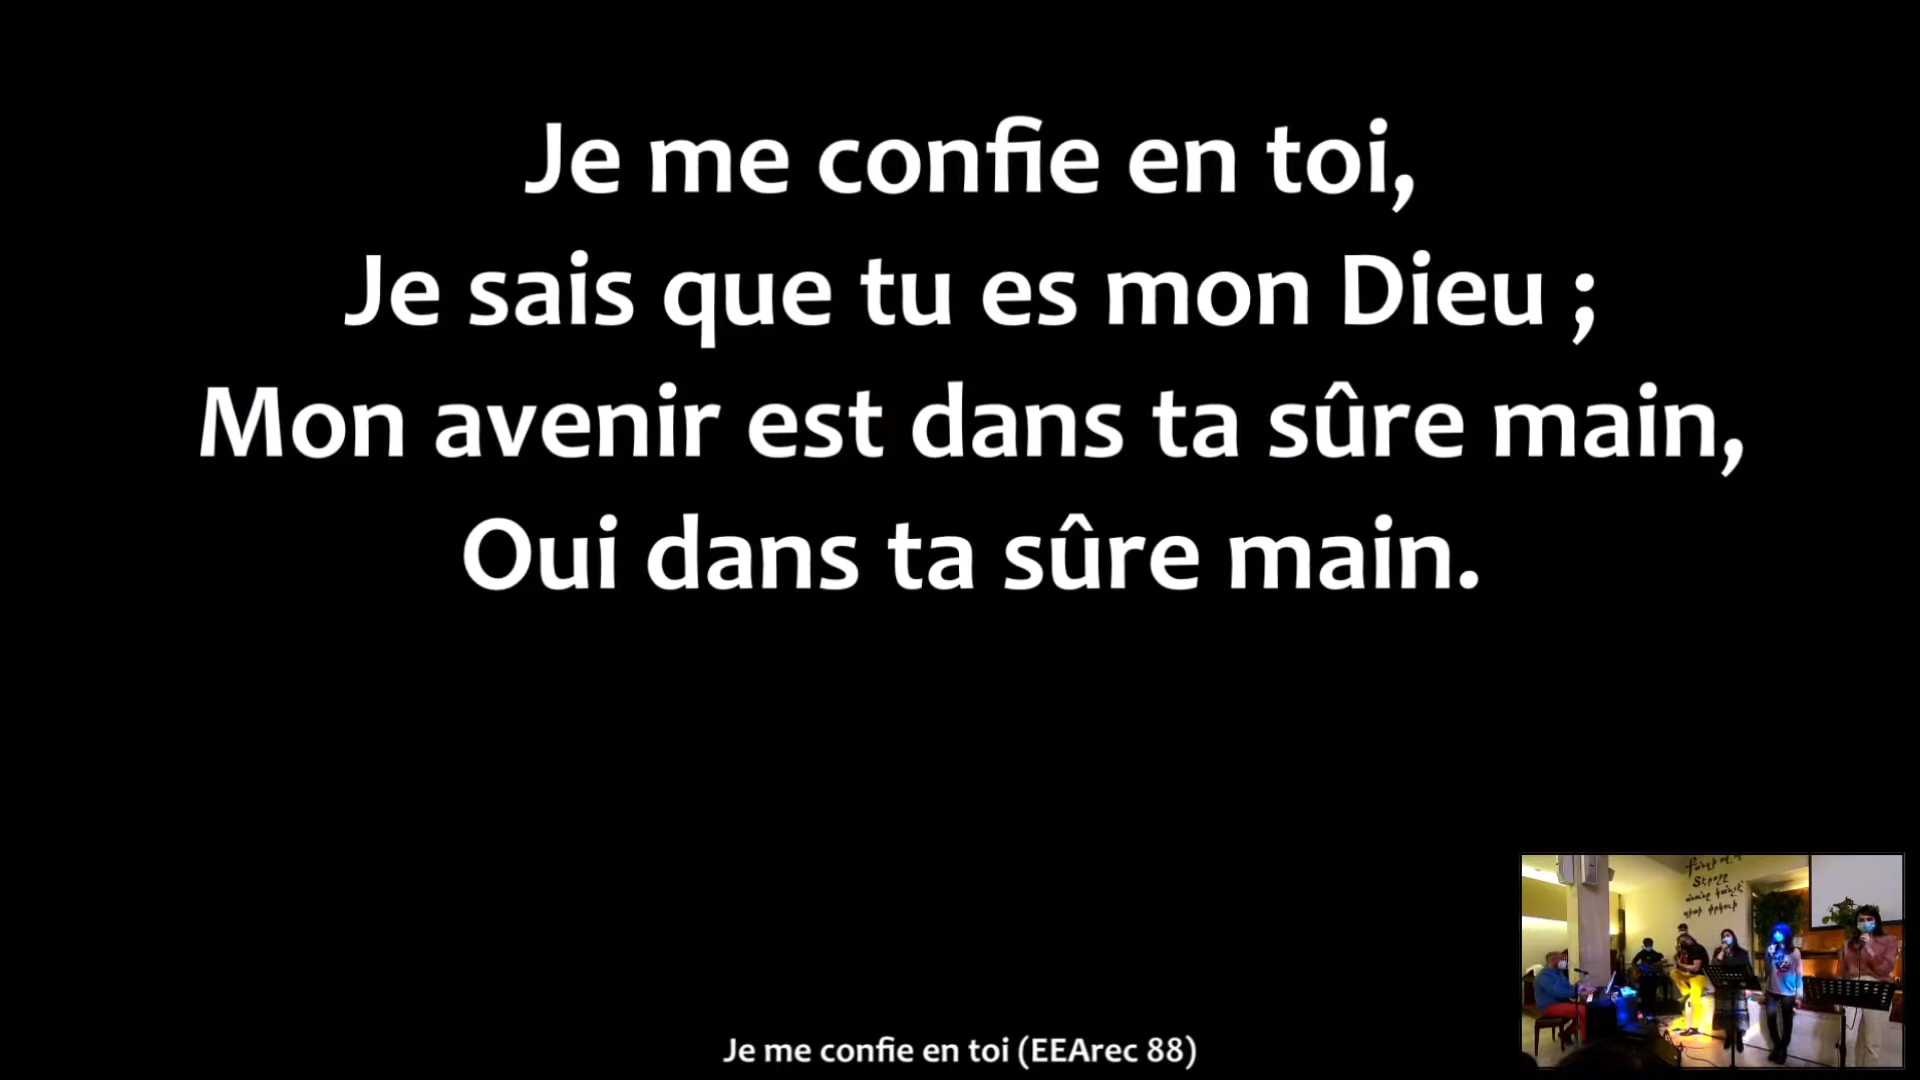 Je me confie en toi,
Je sais que tu es mon Dieu ;
Mon avenir est dans ta sûre main,
Oui dans ta sûre main.
Je me confie en toi (EEArec 88)